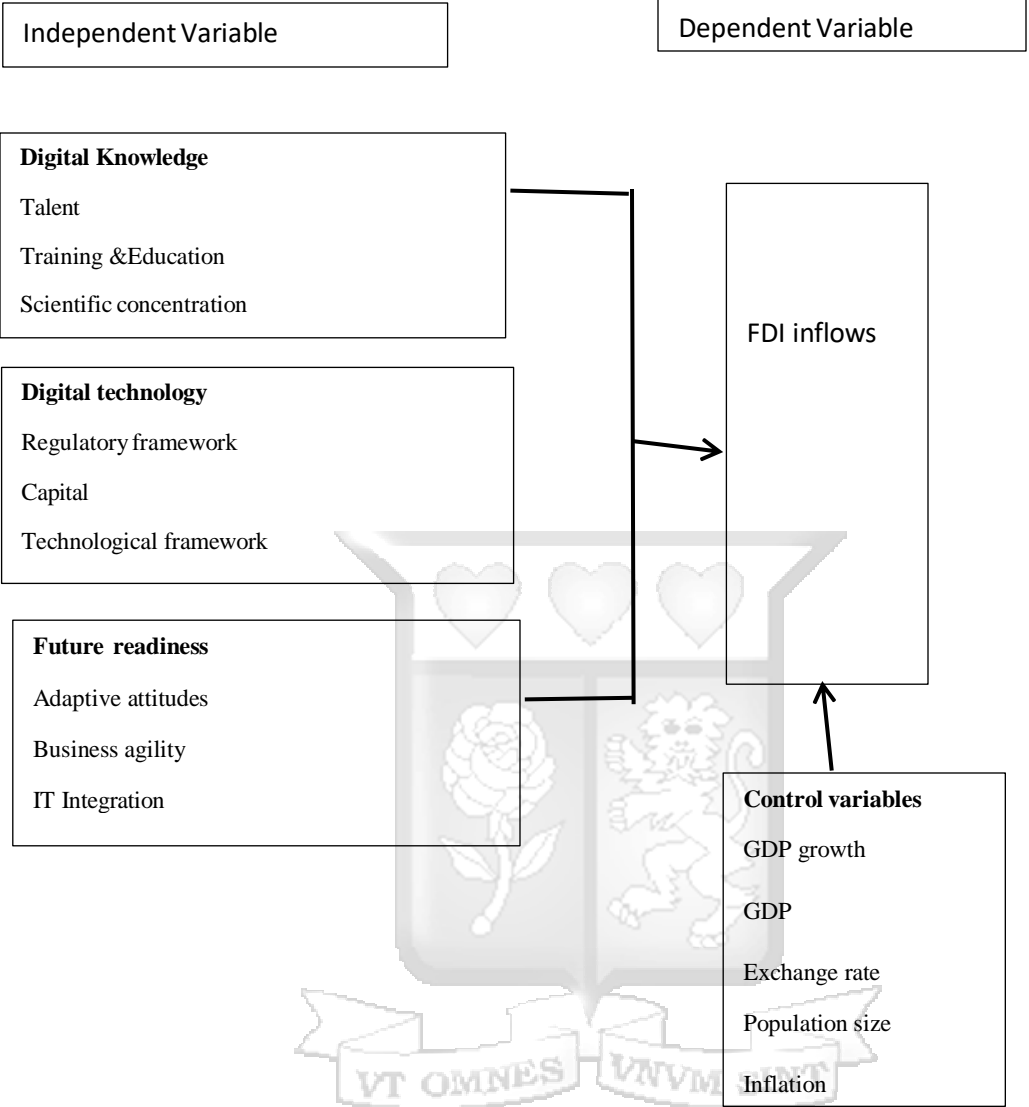 Independent Variable
Dependent Variable
Digital Knowledge
Talent
Training &Education
Scientific concentration
Digital technology
Regulatory framework
Capital
Technological framework
Future readiness
Adaptive attitudes
Business agility
IT Integration
FDI inflows
Control variables
GDP growth
GDP
Exchange rate
Population size
Inflation
VT OMNES VNVM SINT